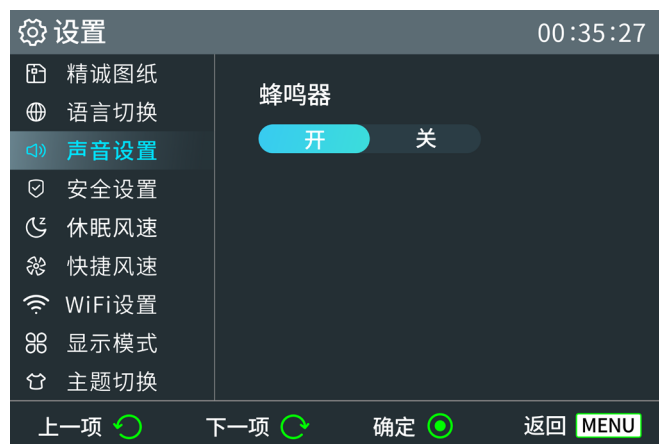 设置 00:35:27
精诚图纸
语言切换
声音设置
安全设置
休眠风速
快捷风速
WiFi设置
显示模式
主题切换
蜂鸣器
开 关
上一项 下一项 确定 返回 MENU